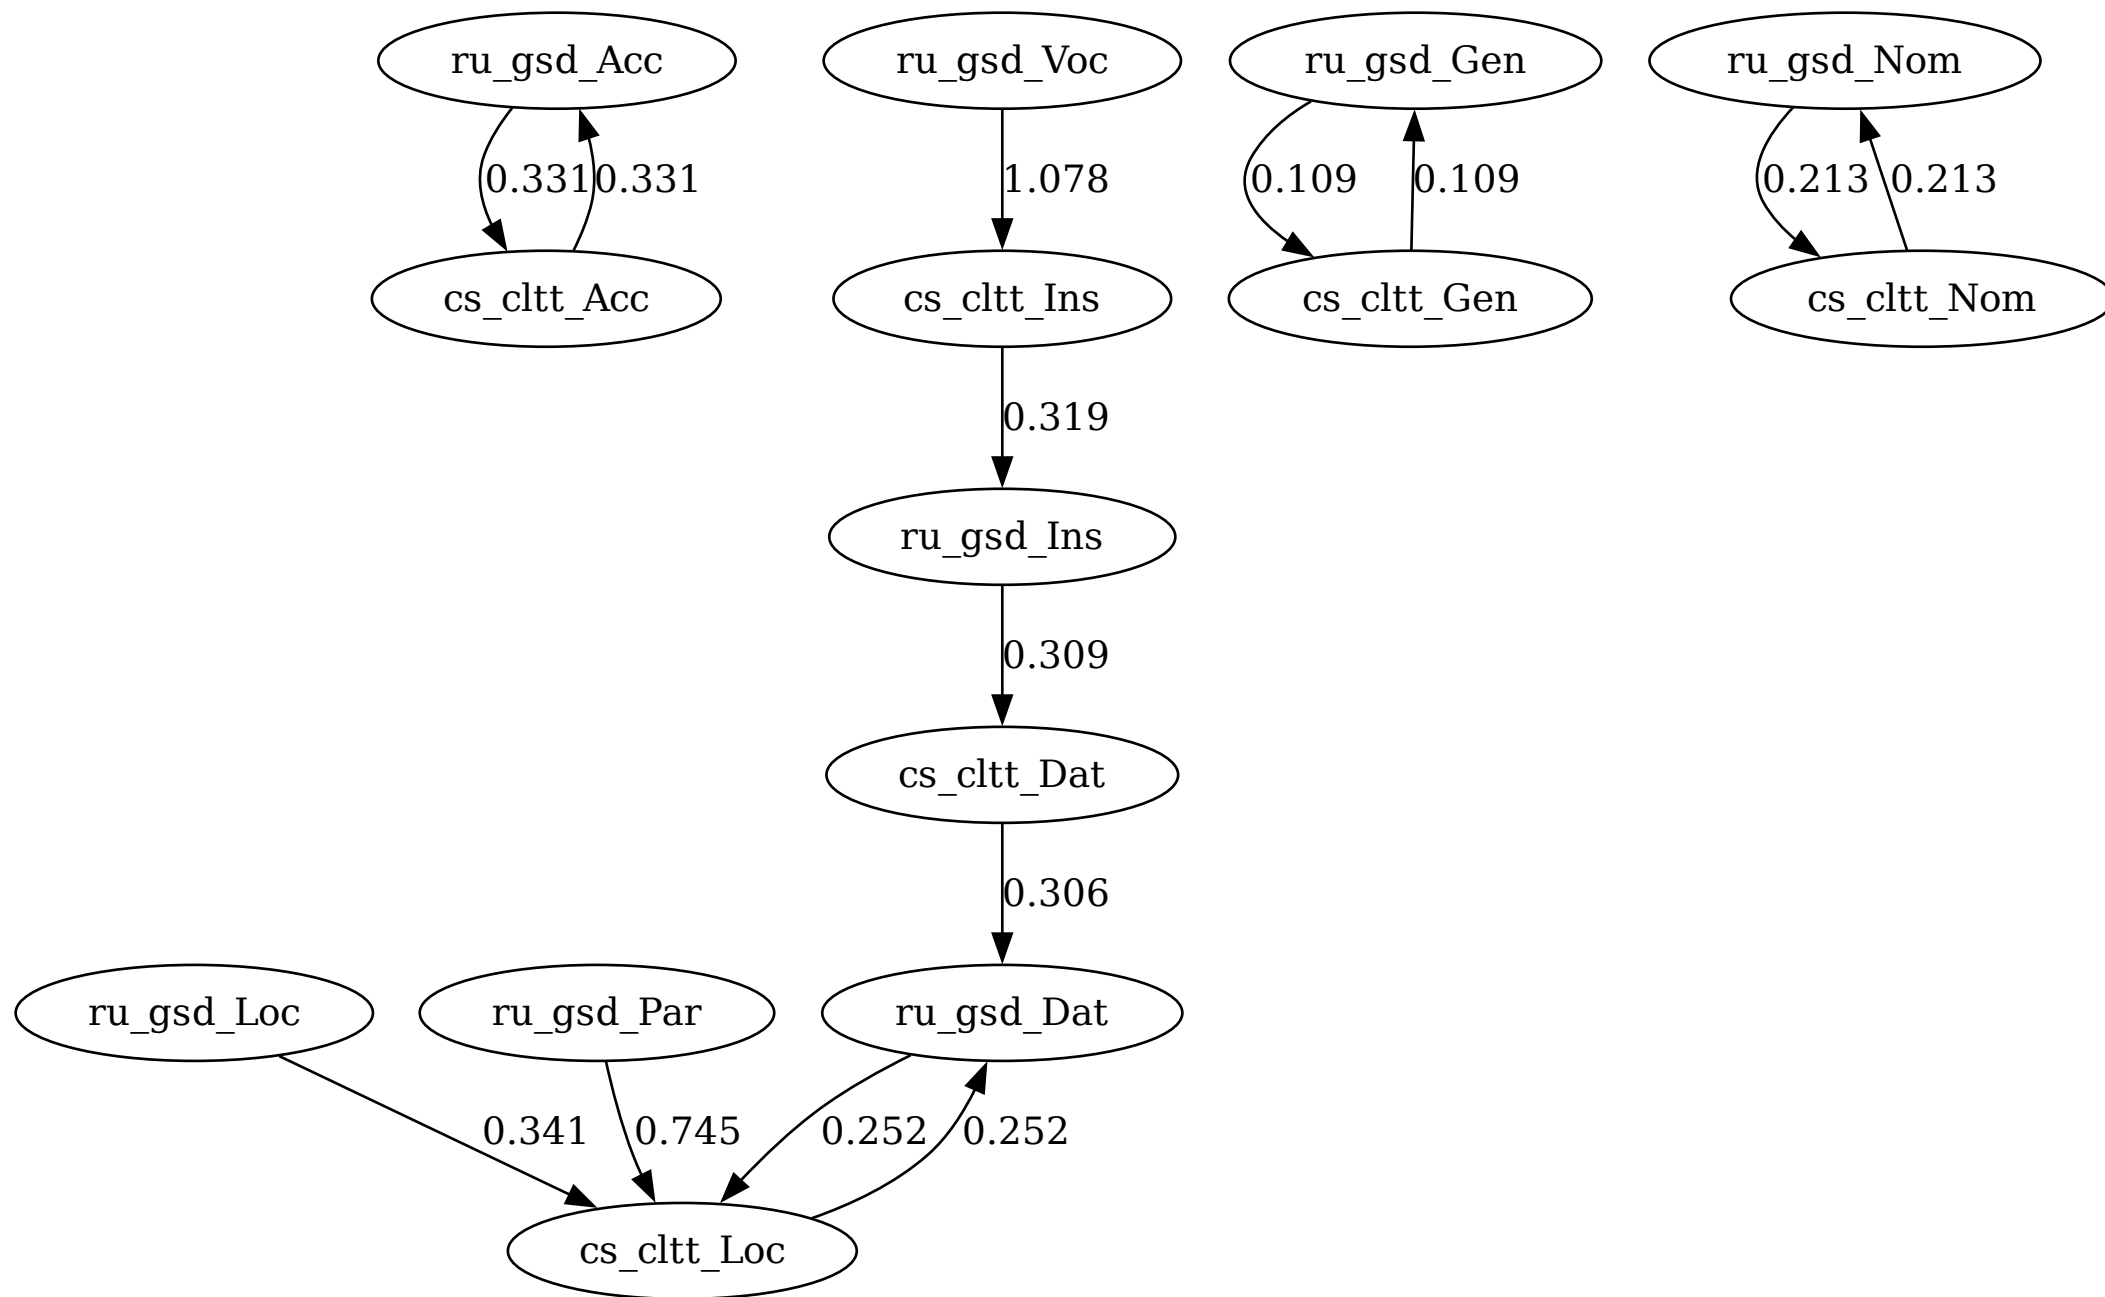 ru_gsd_Acc
ru_gsd_Voc
ru_gsd_Gen
ru_gsd_Nom
0.331
0.331
1.078
0.109
0.109
0.213
0.213
cs_cltt_Acc
cs_cltt_Ins
cs_cltt_Gen
cs_cltt_Nom
0.319
ru_gsd_Ins
0.309
cs_cltt_Dat
0.306
ru_gsd_Loc
ru_gsd_Par
ru_gsd_Dat
0.341
0.745
0.252
0.252
cs_cltt_Loc